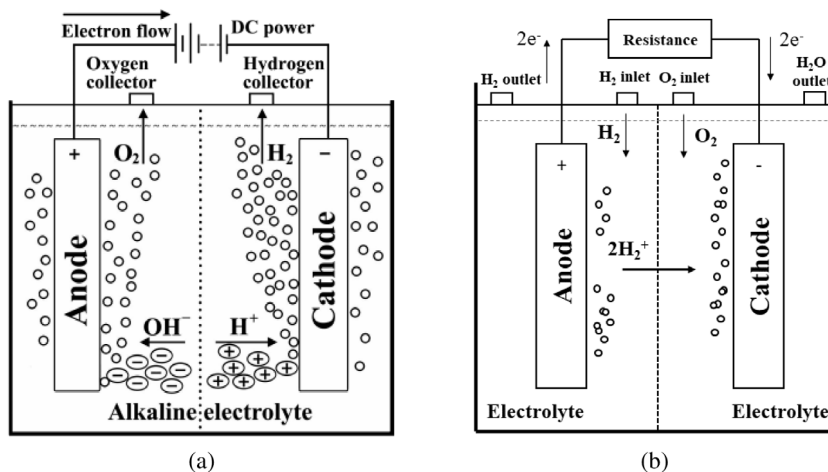 Electron flow
DC power
Oxygen
collector
Hydrogen
collector
+
O₂
H₂
−
Anode
Cathode
OH⁻
H⁺
Alkaline electrolyte
(a)
2e⁻
Resistance
2e⁻
H₂ outlet
H₂ inlet
O₂ inlet
H₂O
outlet
H₂
O₂
+
-
Anode
2H₂⁺
Cathode
Electrolyte
Electrolyte
(b)